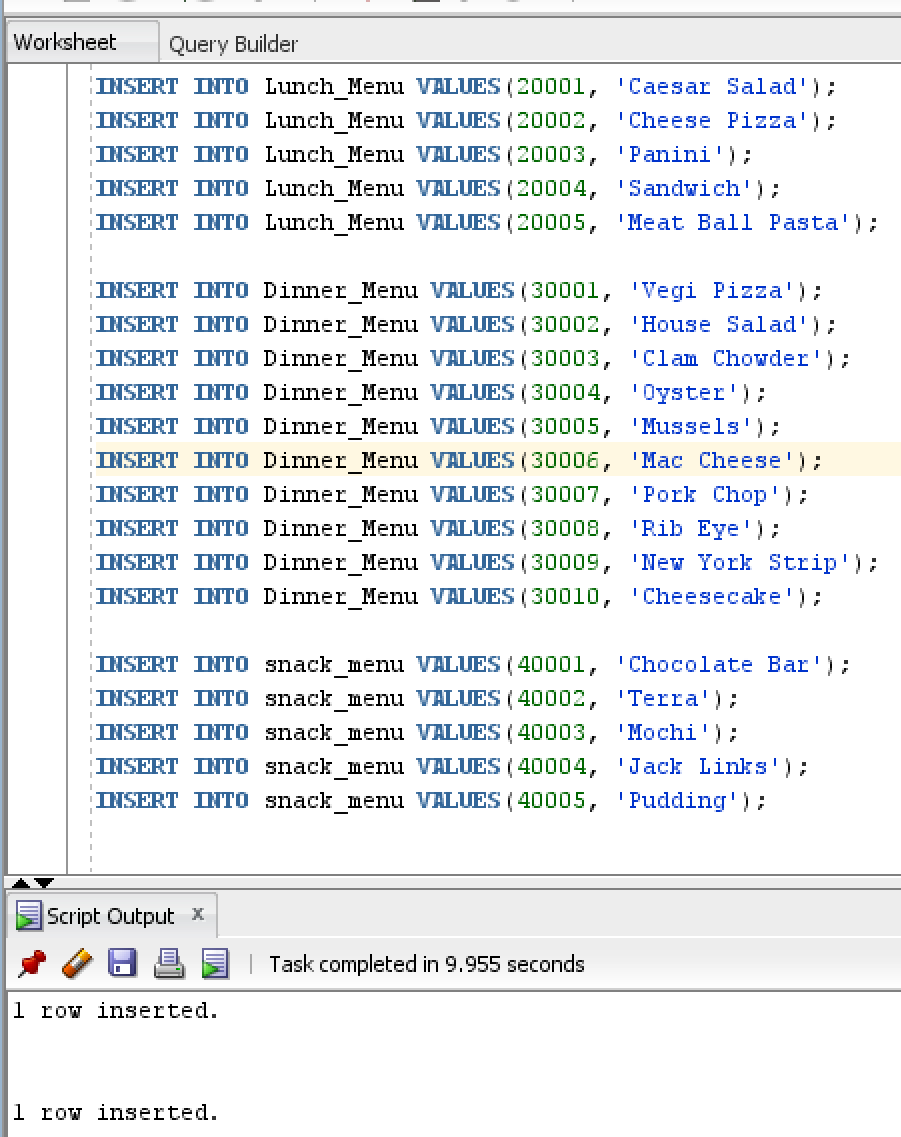 Worksheet Query Builder
INSERT INTO Lunch_Menu VALUES(20001, 'Caesar Salad');
INSERT INTO Lunch_Menu VALUES(20002, 'Cheese Pizza');
INSERT INTO Lunch_Menu VALUES(20003, 'Panini');
INSERT INTO Lunch_Menu VALUES(20004, 'Sandwich');
INSERT INTO Lunch_Menu VALUES(20005, 'Meat Ball Pasta');
INSERT INTO Dinner_Menu VALUES(30001, 'Vegi Pizza');
INSERT INTO Dinner_Menu VALUES(30002, 'House Salad');
INSERT INTO Dinner_Menu VALUES(30003, 'Clam Chowder');
INSERT INTO Dinner_Menu VALUES(30004, 'Oyster');
INSERT INTO Dinner_Menu VALUES(30005, 'Mussels');
INSERT INTO Dinner_Menu VALUES(30006, 'Mac Cheese');
INSERT INTO Dinner_Menu VALUES(30007, 'Pork Chop');
INSERT INTO Dinner_Menu VALUES(30008, 'Rib Eye');
INSERT INTO Dinner_Menu VALUES(30009, 'New York Strip');
INSERT INTO Dinner_Menu VALUES(30010, 'Cheesecake');
INSERT INTO snack_menu VALUES(40001, 'Chocolate Bar');
INSERT INTO snack_menu VALUES(40002, 'Terra');
INSERT INTO snack_menu VALUES(40003, 'Mochi');
INSERT INTO snack_menu VALUES(40004, 'Jack Links');
INSERT INTO snack_menu VALUES(40005, 'Pudding');
Script Output x
Task completed in 9.955 seconds
1 row inserted.
1 row inserted.